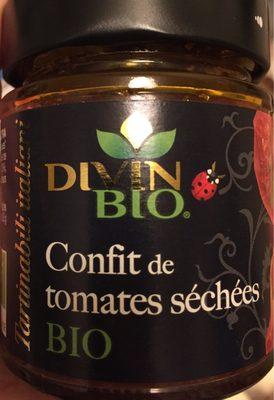 DIVIN
BIO®
Confit de
tomates séchées
BIO
Tartinabili italiani